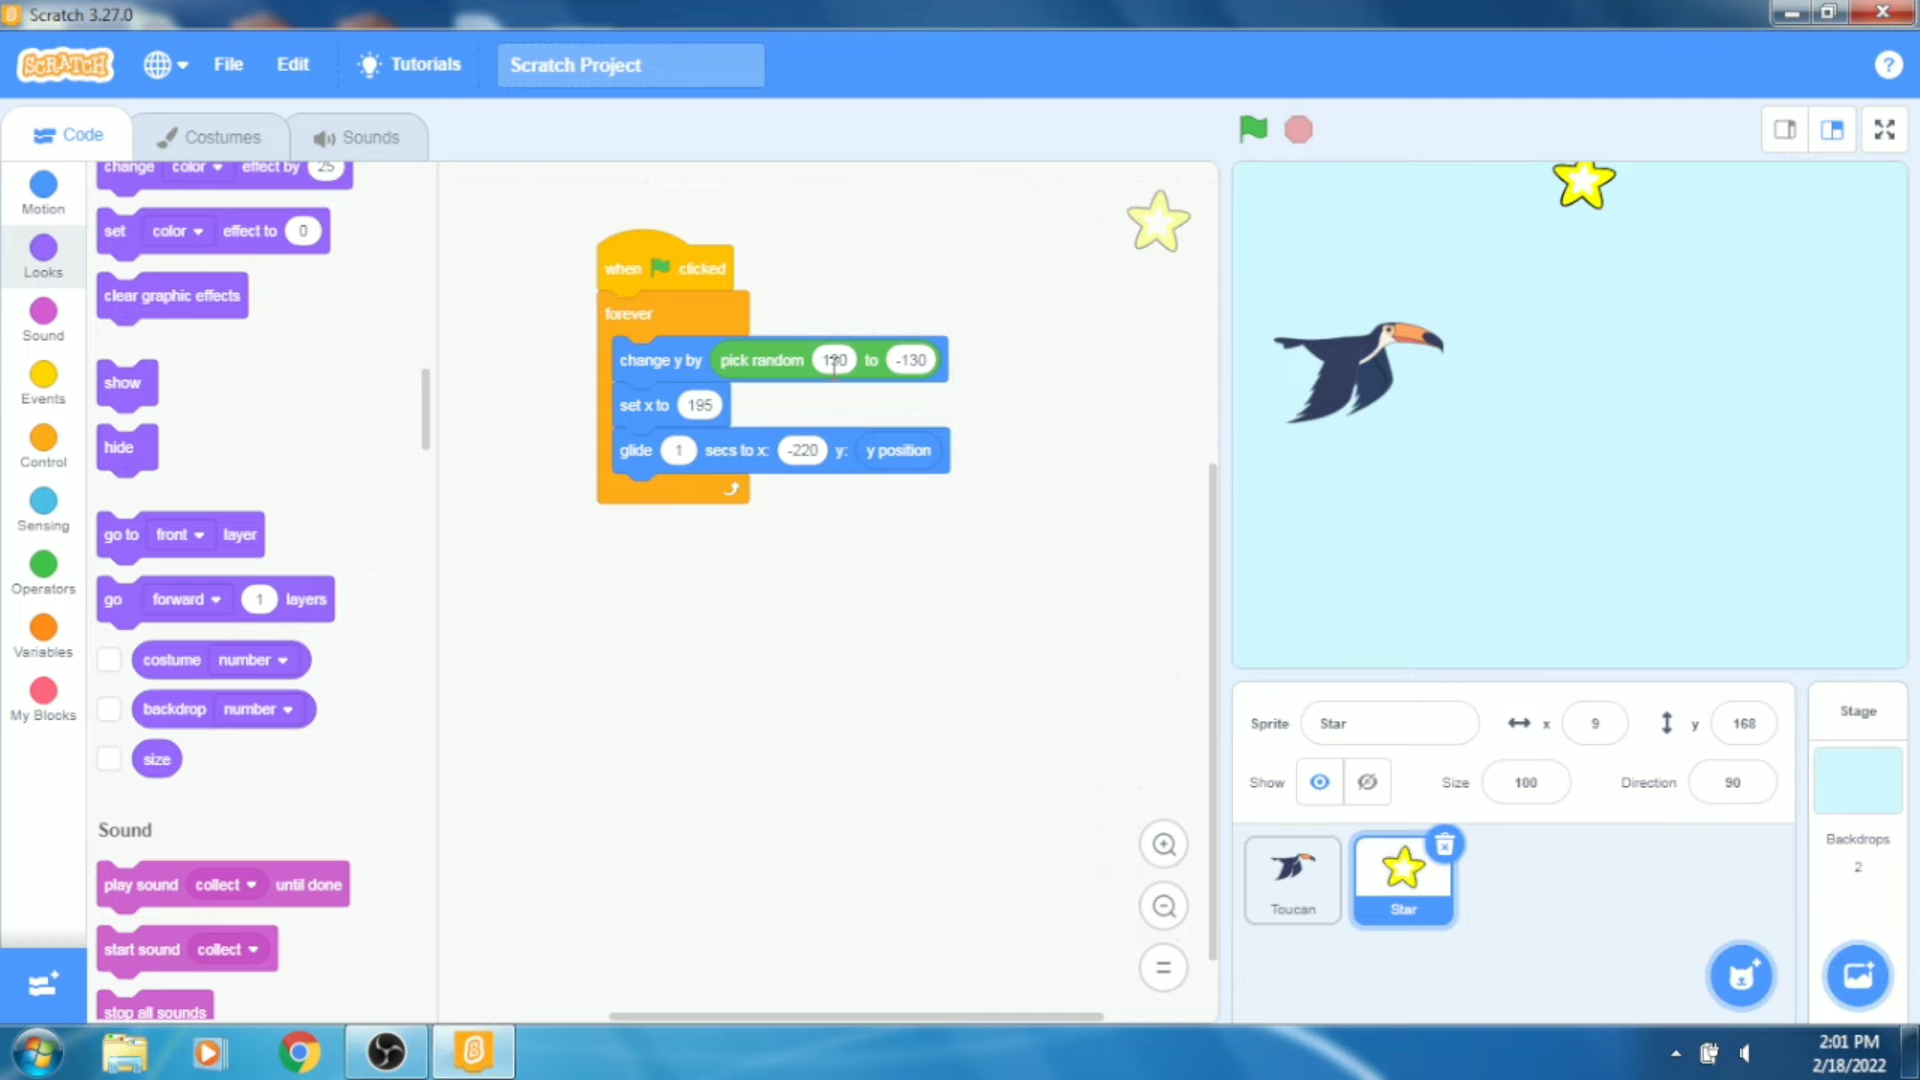 Scratch 3.27.0
SCRATCH
File
Edit
Tutorials
Scratch Project
?
Code
Costumes
Sounds
Motion
Looks
Sound
Events
Control
Sensing
Operators
Variables
My Blocks
change color effect by 25
set color effect to 0
clear graphic effects
show
hide
go to front layer
go forward 1 layers
costume number
backdrop number
size
Sound
play sound collect until done
start sound collect
stop all sounds
when clicked
forever
change y by pick random to -130
set x to 195
glide 1 secs to x: -220 y: y position
Sprite Star x 9 y 168
Show Size 100 Direction 90
Toucan
Star
Stage
Backdrops
2
2:01 PM
2/18/2022